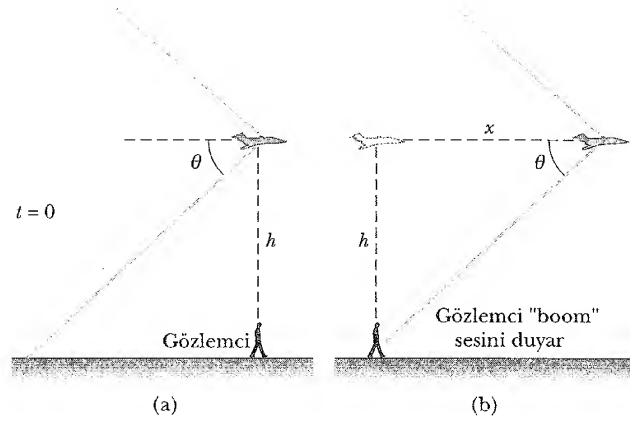 x
θ
θ
t = 0
h
h
Gözlemci
Gözlemci "boom"
sesini duyar
(a)
(b)